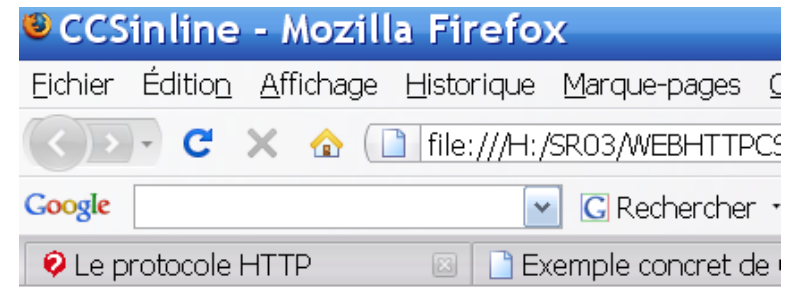 CCSinline - Mozilla Firefox
Fichier Édition Affichage Historique Marque-pages
file:///H:/SR03/WEBHTTPCS
Google G Rechercher
Le protocole HTTP Exemple concret de